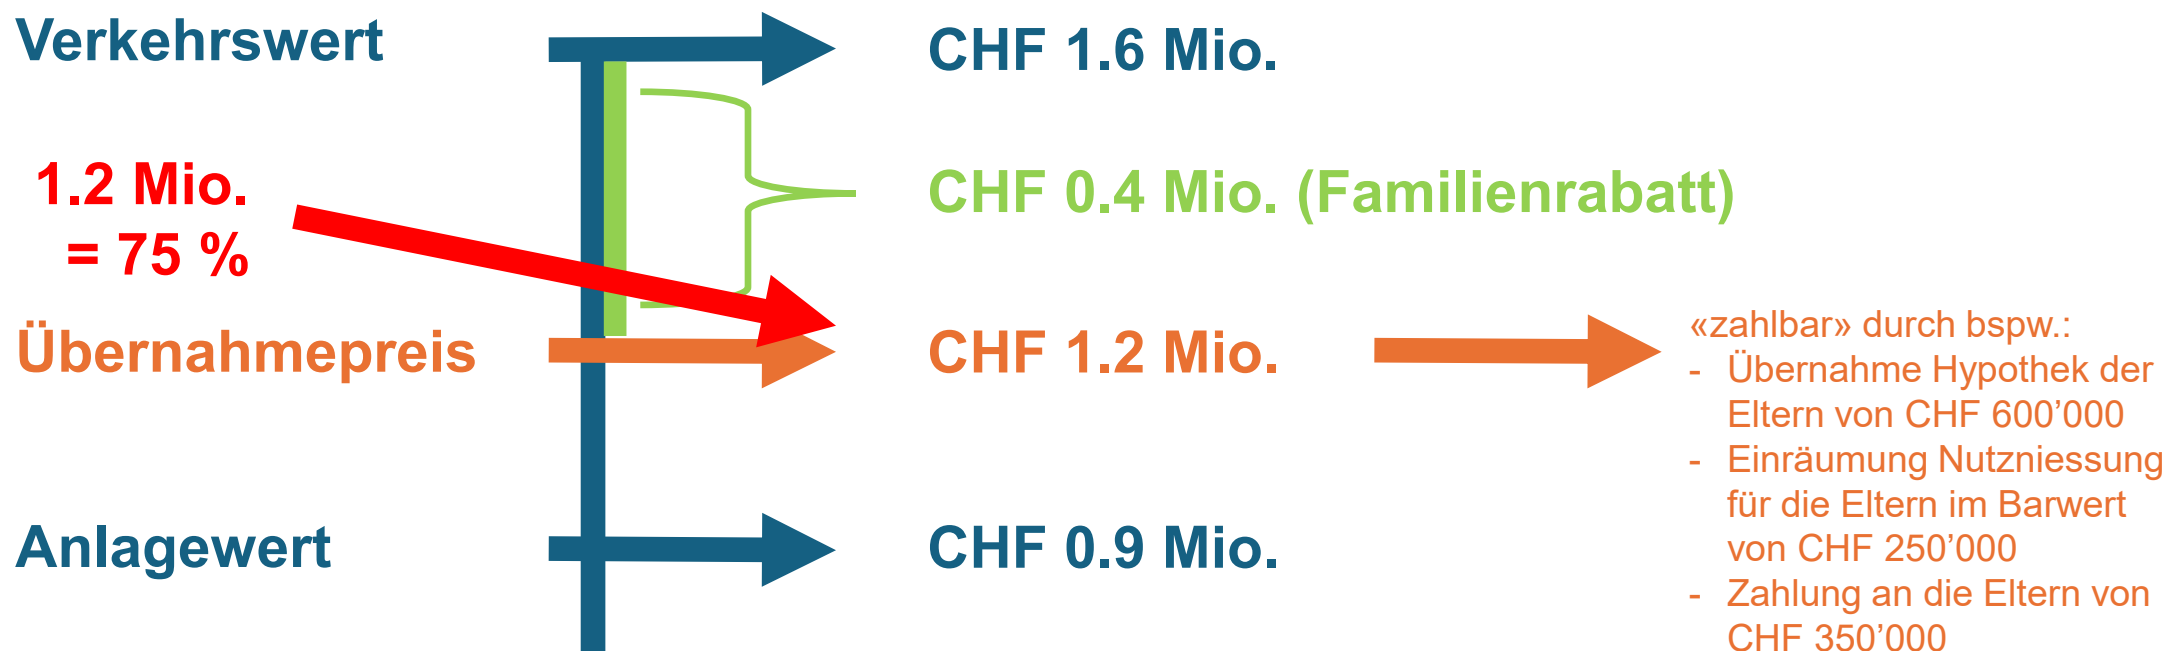 Verkehrswert
CHF 1.6 Mio.
1.2 Mio.
= 75 %
CHF 0.4 Mio. (Familienrabatt)
Übernahmepreis
CHF 1.2 Mio.
«zahlbar» durch bspw.:
- Übernahme Hypothek der
Eltern von CHF 600’000
- Einräumung Nutzniessung
für die Eltern im Barwert
von CHF 250’000
- Zahlung an die Eltern von
CHF 350’000
Anlagewert
CHF 0.9 Mio.